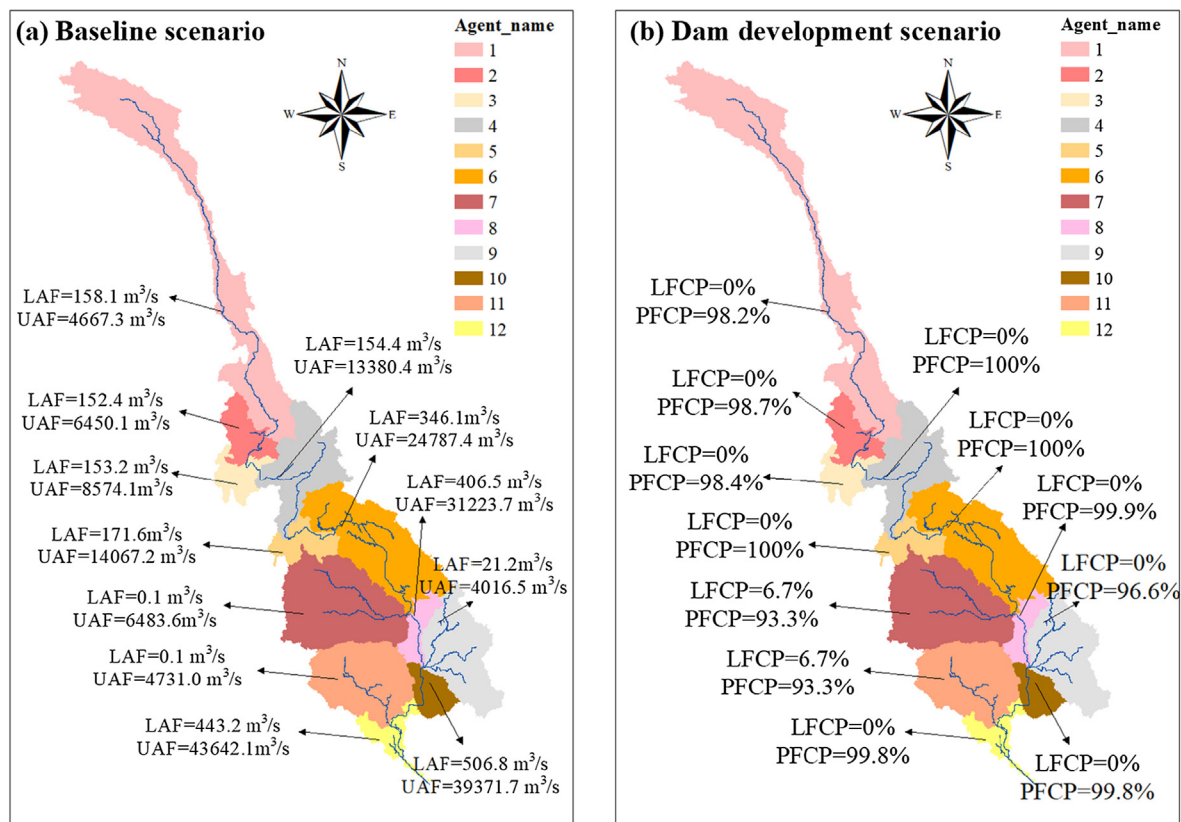 (a) Baseline scenario
Agent_name
1
2
3
4
5
6
7
8
9
10
11
12
N
W
E
S
LAF=158.1 m³/s
UAF=4667.3 m³/s
LAF=154.4 m³/s
UAF=13380.4 m³/s
LAF=152.4 m³/s
UAF=6450.1 m³/s
LAF=346.1m³/s
UAF=24787.4 m³/s
LAF=153.2 m³/s
UAF=8574.1m³/s
LAF=406.5 m³/s
UAF=31223.7 m³/s
LAF=171.6m³/s
UAF=14067.2 m³/s
LAF=21.2m³/s
UAF=4016.5 m³/s
LAF=0.1 m³/s
UAF=6483.6m³/s
LAF=0.1 m³/s
UAF=4731.0 m³/s
LAF=443.2 m³/s
UAF=43642.1m³/s
LAF=506.8 m³/s
UAF=39371.7 m³/s
(b) Dam development scenario
Agent_name
1
2
3
4
5
6
7
8
9
10
11
12
N
W
E
S
LFCP=0%
PFCP=98.2%
LFCP=0%
PFCP=100%
LFCP=0%
PFCP=98.7%
LFCP=0%
PFCP=100%
LFCP=0%
PFCP=98.4%
LFCP=0%
PFCP=99.9%
LFCP=0%
PFCP=100%
LFCP=0%
PFCP=96.6%
LFCP=6.7%
PFCP=93.3%
LFCP=6.7%
PFCP=93.3%
LFCP=0%
PFCP=99.8%
LFCP=0%
PFCP=99.8%